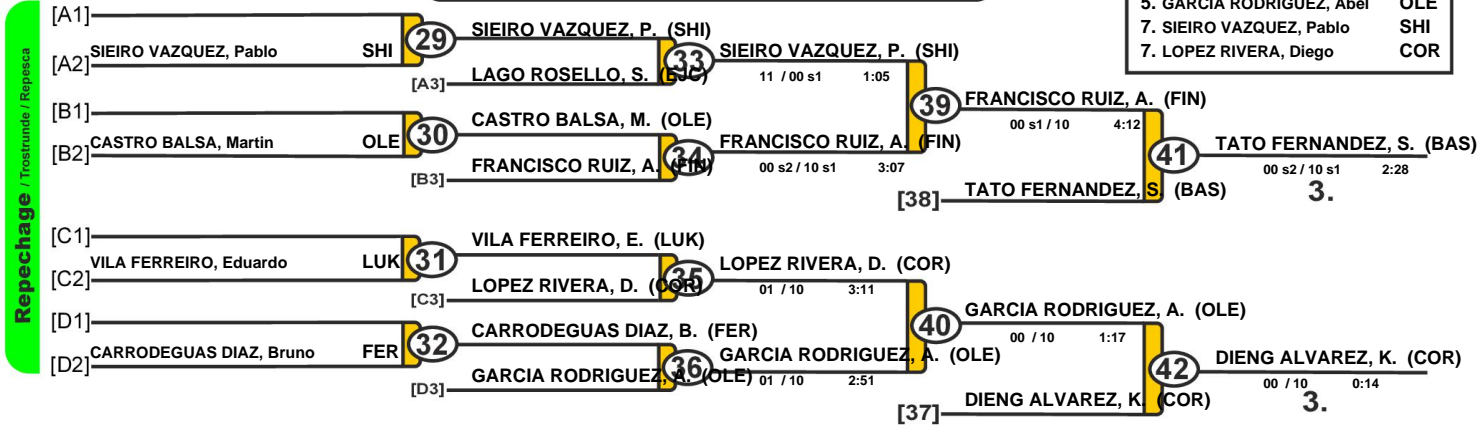 5. GARCIA RODRIGUEZ, Abel OLE
7. SIEIRO VAZQUEZ, Pablo SHI
7. LOPEZ RIVERA, Diego COR
Repechage / Trostrunde / Repesca
[A1]
[A2] SIEIRO VAZQUEZ, Pablo SHI
29
SIEIRO VAZQUEZ, P. (SHI)
[A3] LAGO ROSELLO, S. (EJC)
33
SIEIRO VAZQUEZ, P. (SHI)
11 / 00 s1 1:05
[B1]
[B2] CASTRO BALSA, Martin OLE
30
CASTRO BALSA, M. (OLE)
[B3] FRANCISCO RUIZ, A. (FIN)
34
FRANCISCO RUIZ, A. (FIN)
00 s2 / 10 s1 3:07
39
FRANCISCO RUIZ, A. (FIN)
00 s1 / 10 4:12
[38] TATO FERNANDEZ, S. (BAS)
41
TATO FERNANDEZ, S. (BAS)
00 s2 / 10 s1 2:28
3.
[C1]
[C2] VILA FERREIRO, Eduardo LUK
31
VILA FERREIRO, E. (LUK)
[C3] LOPEZ RIVERA, D. (COR)
35
LOPEZ RIVERA, D. (COR)
01 / 10 3:11
[D1]
[D2] CARRODEGUAS DIAZ, Bruno FER
32
CARRODEGUAS DIAZ, B. (FER)
[D3] GARCIA RODRIGUEZ, A. (OLE)
36
GARCIA RODRIGUEZ, A. (OLE)
01 / 10 2:51
40
GARCIA RODRIGUEZ, A. (OLE)
00 / 10 1:17
[37] DIENG ALVAREZ, K. (COR)
42
DIENG ALVAREZ, K. (COR)
00 / 10 0:14
3.